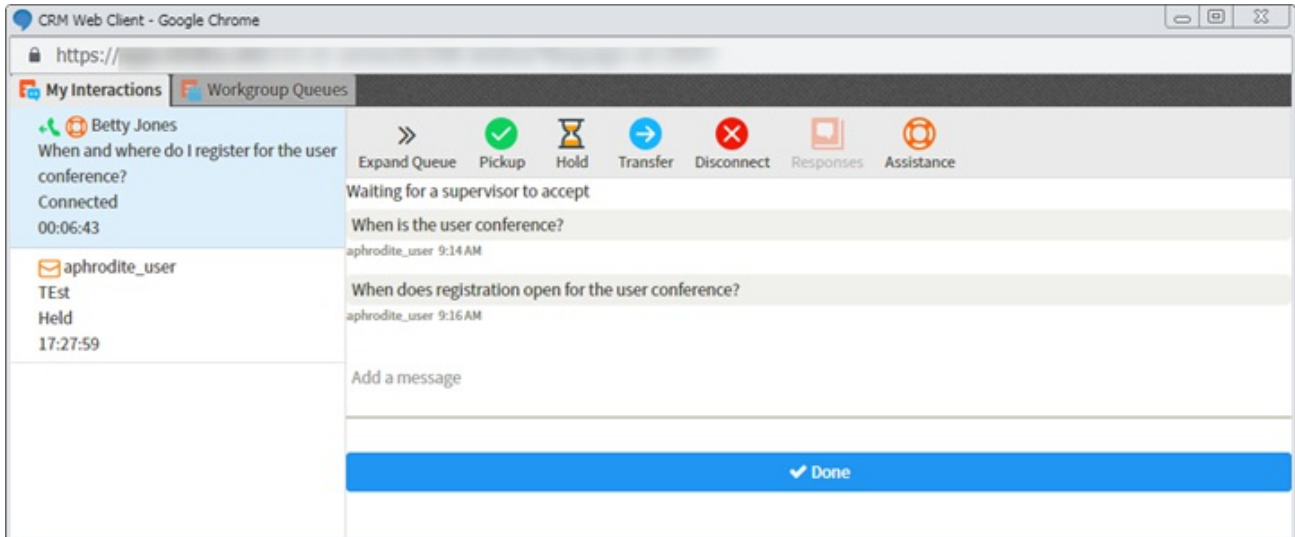 CRM Web Client - Google Chrome
https://
My Interactions
Workgroup Queues
Betty Jones
When and where do I register for the user
conference?
Connected
00:06:43
aphrodite_user
TEst
Held
17:27:59
Expand Queue
Pickup
Hold
Transfer
Disconnect
Responses
Assistance
Waiting for a supervisor to accept
When is the user conference?
aphrodite_user 9:14 AM
When does registration open for the user conference?
aphrodite_user 9:16 AM
Add a message
Done